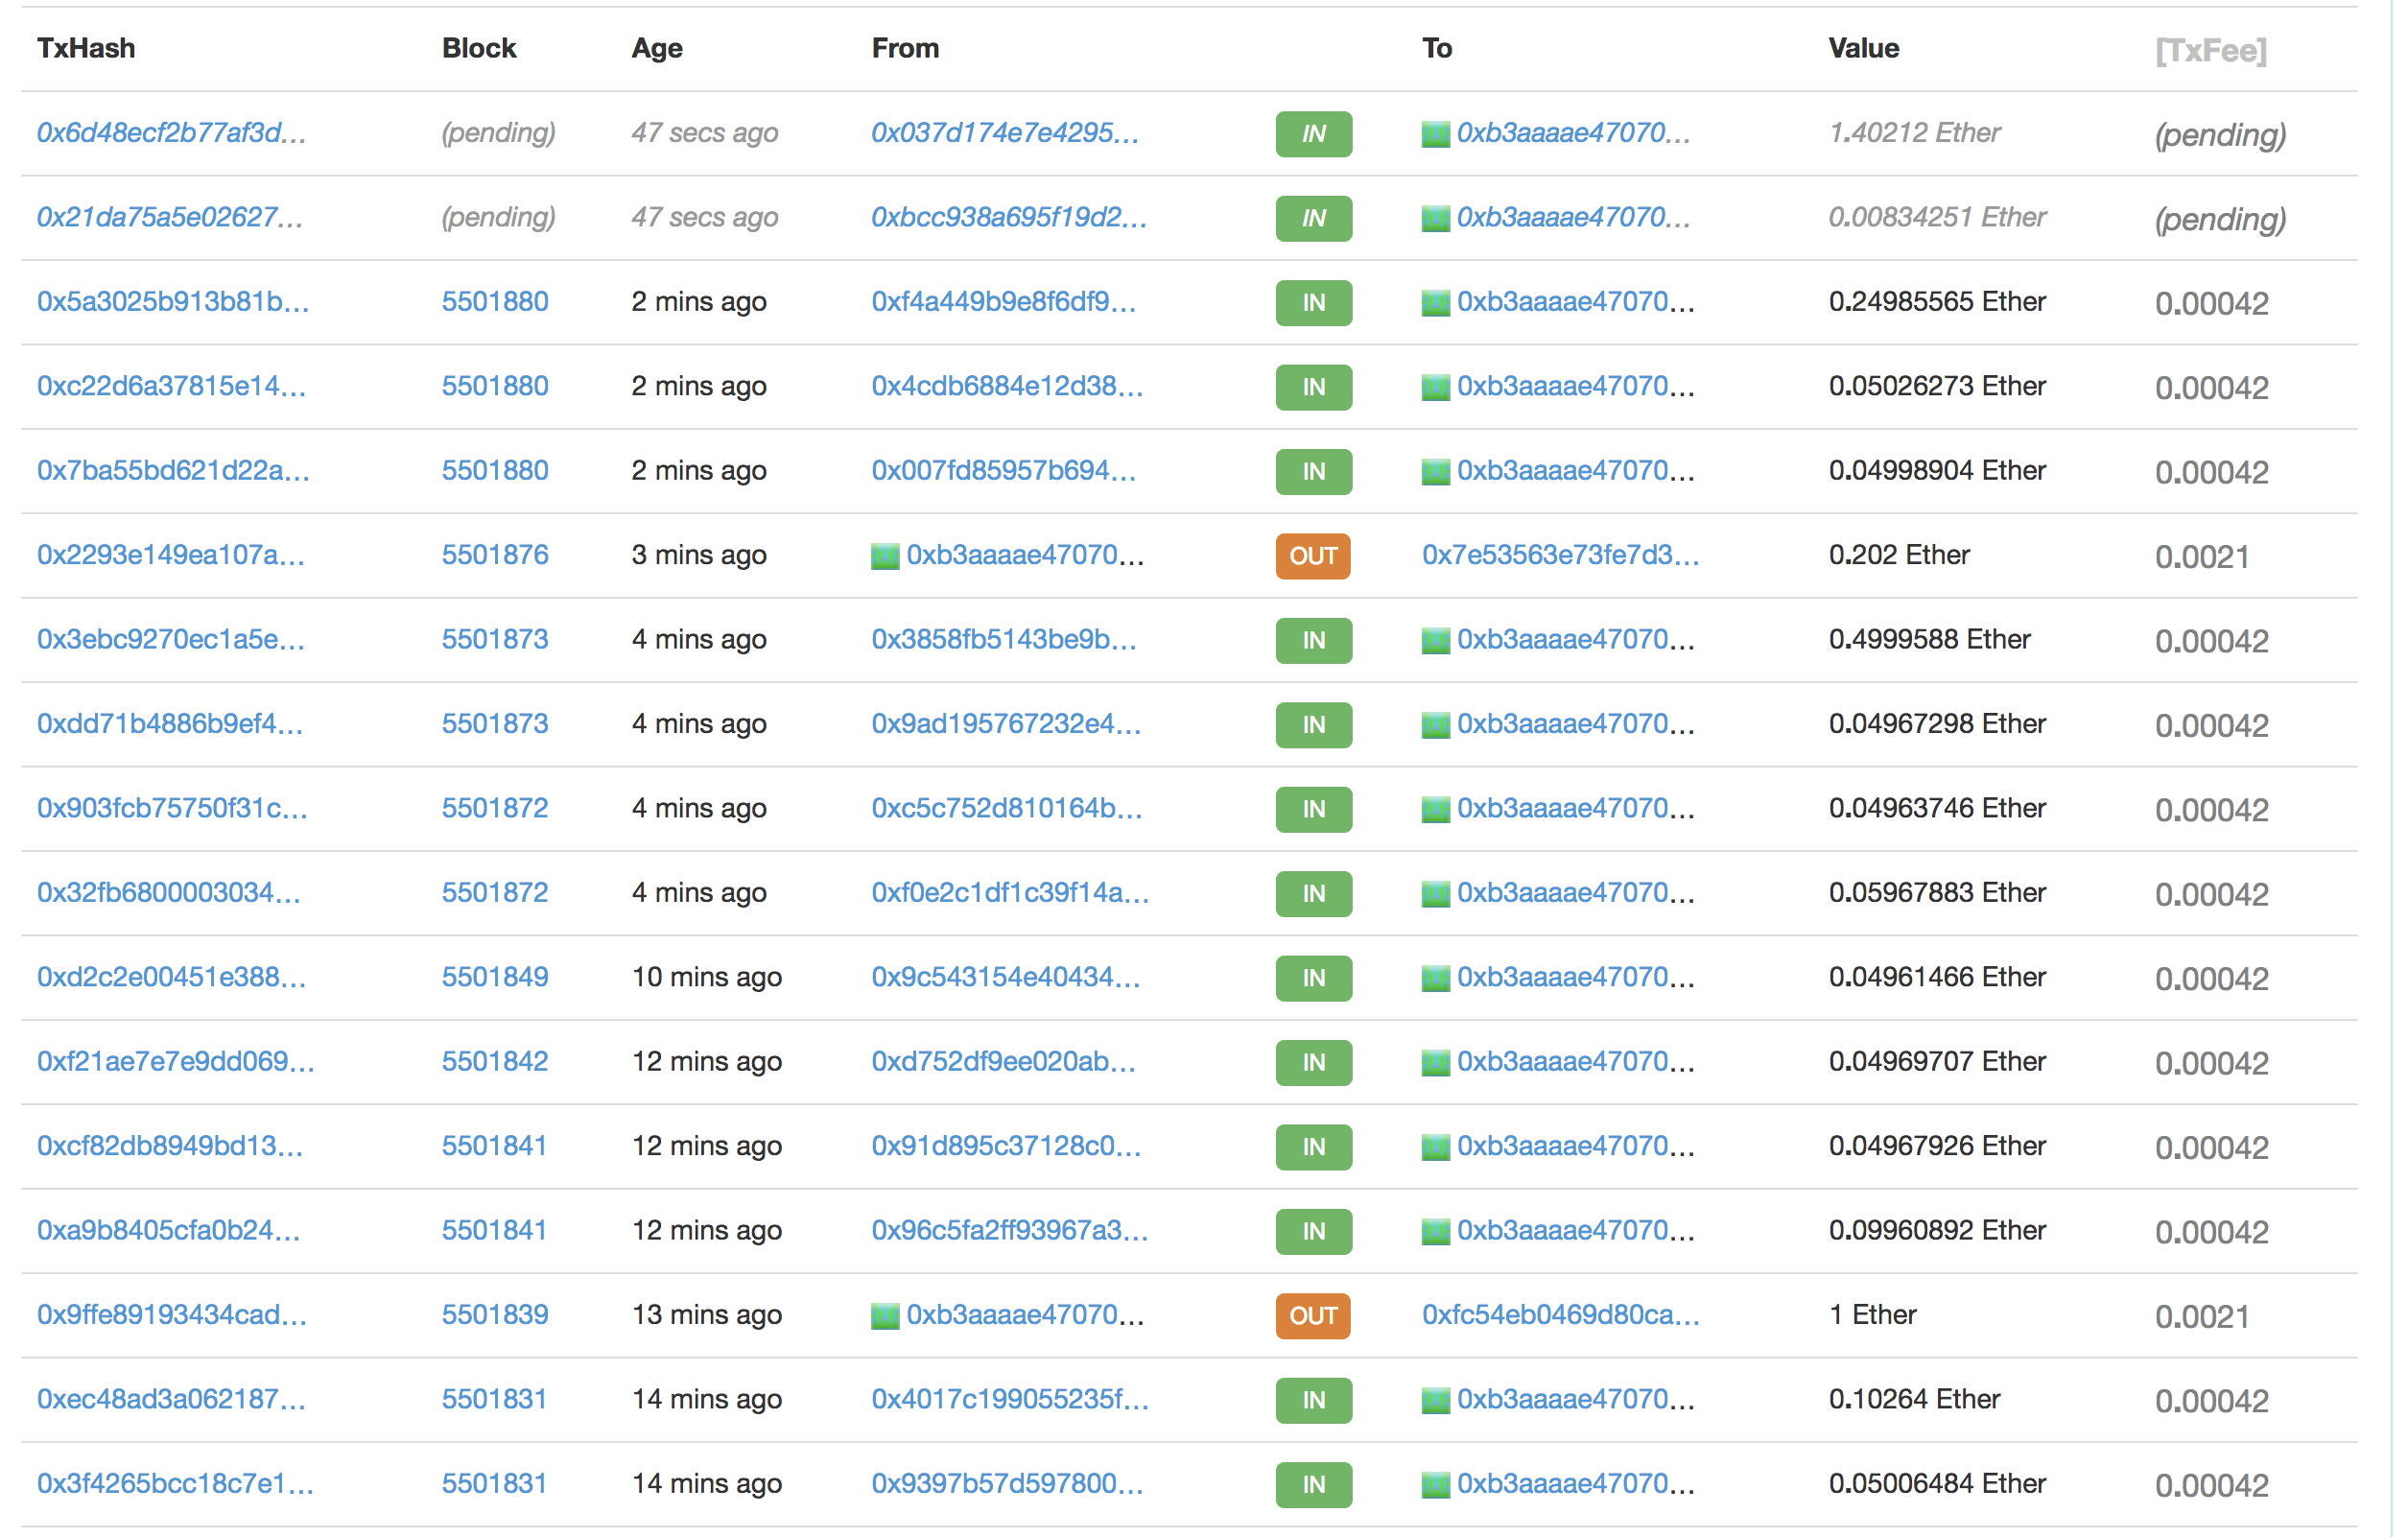 TxHash Block Age From To Value [TxFee]
0x6d48ecf2b77af3d... (pending) 47 secs ago 0x037d174e7e4295... IN 0xb3aaaae47070... 1.40212 Ether (pending)
0x21da75a5e02627... (pending) 47 secs ago 0xbcc938a695f19d2... IN 0xb3aaaae47070... 0.00834251 Ether (pending)
0x5a3025b913b81b... 5501880 2 mins ago 0xf4a449b9e8f6df9... IN 0xb3aaaae47070... 0.24985565 Ether 0.00042
0xc22d6a37815e14... 5501880 2 mins ago 0x4cdb6884e12d38... IN 0xb3aaaae47070... 0.05026273 Ether 0.00042
0x7ba55bd621d22a... 5501880 2 mins ago 0x007fd85957b694... IN 0xb3aaaae47070... 0.04998904 Ether 0.00042
0x2293e149ea107a... 5501876 3 mins ago 0xb3aaaae47070... OUT 0x7e53563e73fe7d3... 0.202 Ether 0.0021
0x3ebc9270ec1a5e... 5501873 4 mins ago 0x3858fb5143be9b... IN 0xb3aaaae47070... 0.4999588 Ether 0.00042
0xdd71b4886b9ef4... 5501873 4 mins ago 0x9ad195767232e4... IN 0xb3aaaae47070... 0.04967298 Ether 0.00042
0x903fcb75750f31c... 5501872 4 mins ago 0xc5c752d810164b... IN 0xb3aaaae47070... 0.04963746 Ether 0.00042
0x32fb6800003034... 5501872 4 mins ago 0xf0e2c1df1c39f14a... IN 0xb3aaaae47070... 0.05967883 Ether 0.00042
0xd2c2e00451e388... 5501849 10 mins ago 0x9c543154e40434... IN 0xb3aaaae47070... 0.04961466 Ether 0.00042
0xf21ae7e7e9dd069... 5501842 12 mins ago 0xd752df9ee020ab... IN 0xb3aaaae47070... 0.04969707 Ether 0.00042
0xcf82db8949bd13... 5501841 12 mins ago 0x91d895c37128c0... IN 0xb3aaaae47070... 0.04967926 Ether 0.00042
0xa9b8405cfa0b24... 5501841 12 mins ago 0x96c5fa2ff93967a3... IN 0xb3aaaae47070... 0.09960892 Ether 0.00042
0x9ffe89193434cad... 5501839 13 mins ago 0xb3aaaae47070... OUT 0xfc54eb0469d80ca... 1 Ether 0.0021
0xec48ad3a062187... 5501831 14 mins ago 0x4017c199055235f... IN 0xb3aaaae47070... 0.10264 Ether 0.00042
0x3f4265bcc18c7e1... 5501831 14 mins ago 0x9397b57d597800... IN 0xb3aaaae47070... 0.05006484 Ether 0.00042